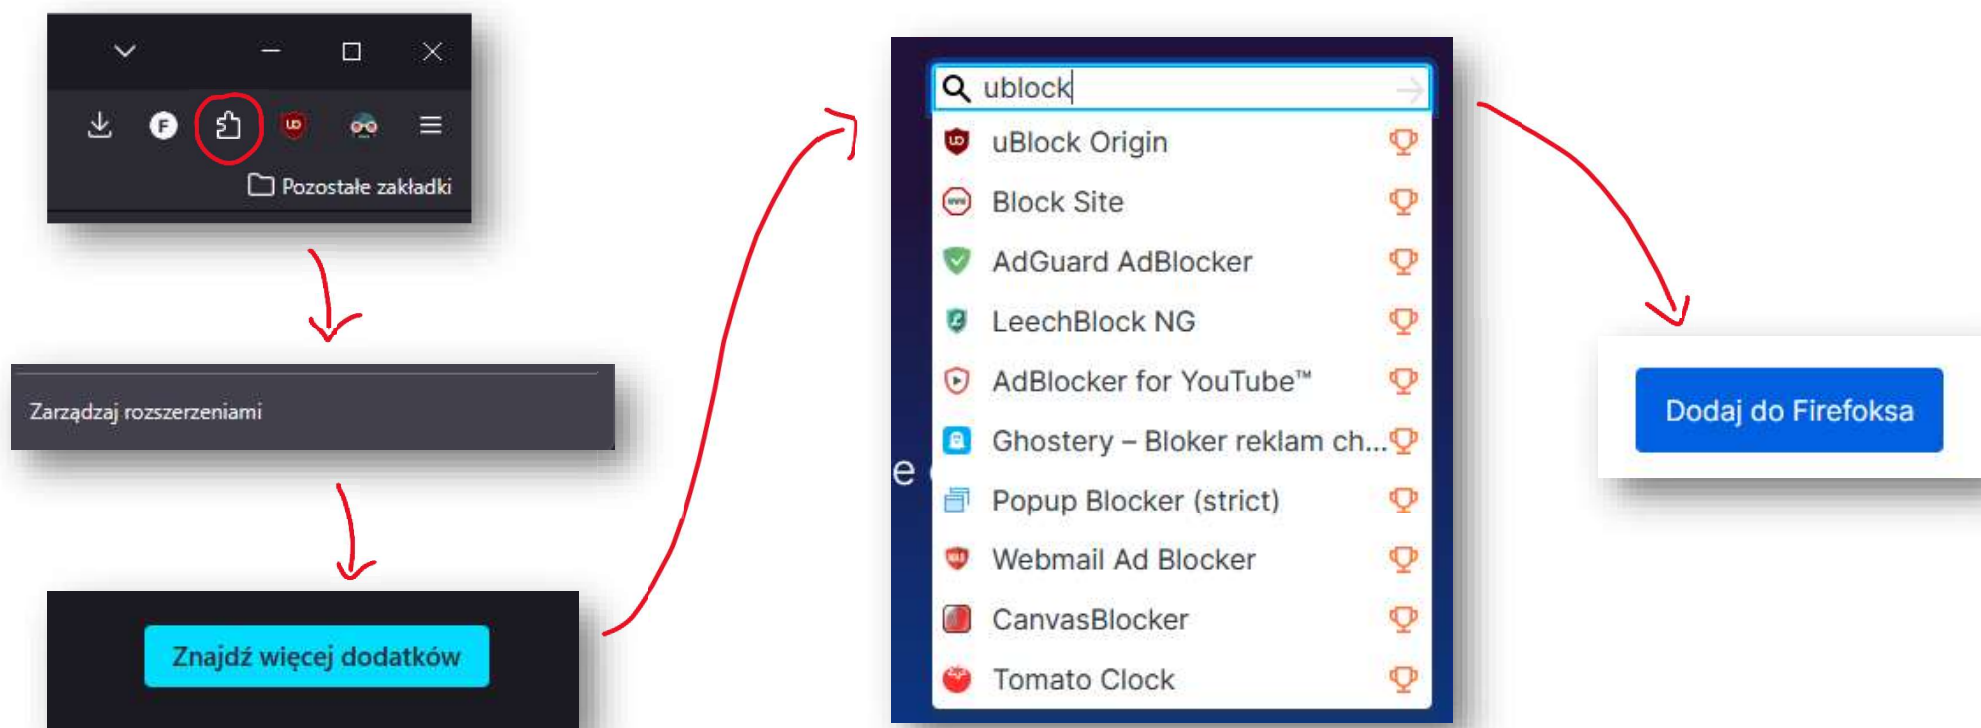 Pozostałe zakładki
Zarządzaj rozszerzeniami
Znajdź więcej dodatków
ublock
uBlock Origin
Block Site
AdGuard AdBlocker
LeechBlock NG
AdBlocker for YouTube™
Ghostery – Bloker reklam ch...
Popup Blocker (strict)
Webmail Ad Blocker
CanvasBlocker
Tomato Clock
Dodaj do Firefoksa